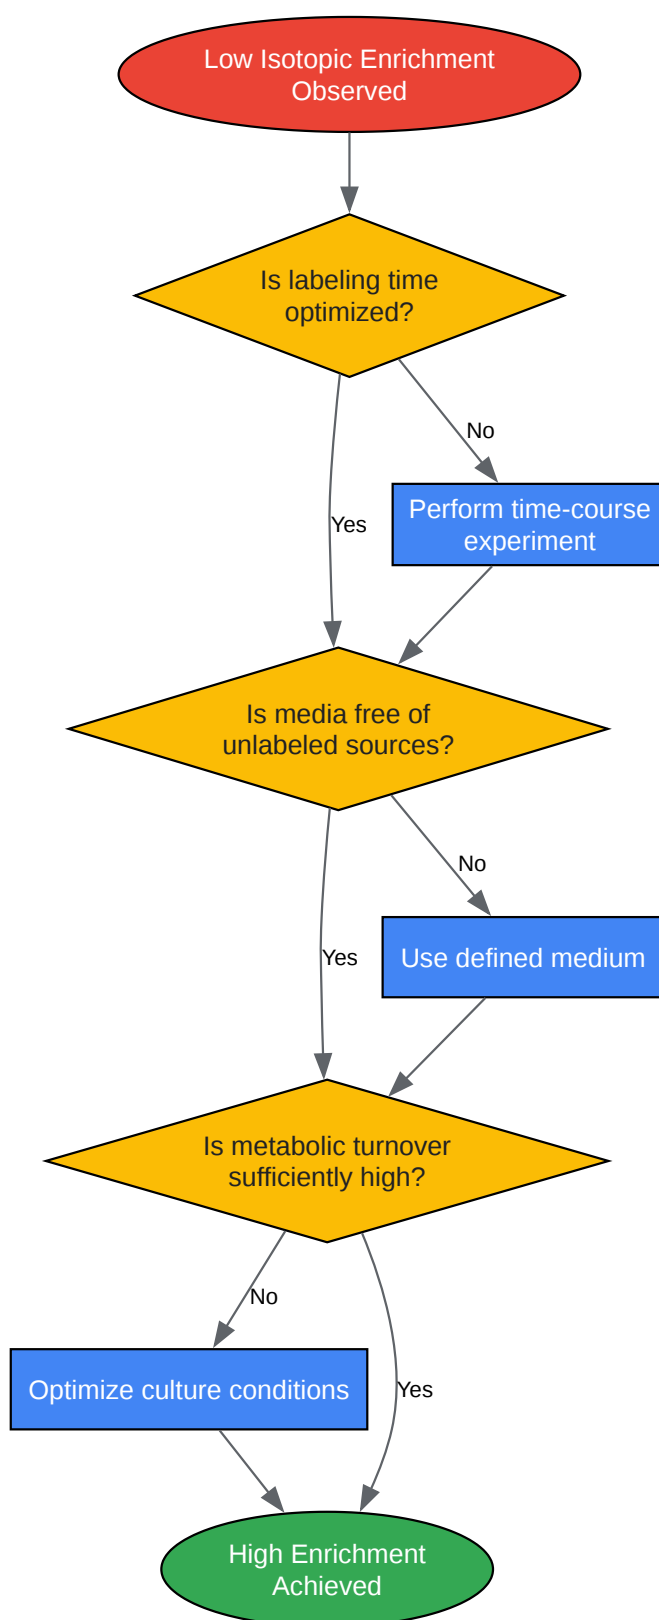 Low Isotopic Enrichment
Observed
Is labeling time
optimized?
No
Perform time-course
experiment
Yes
Is media free of
unlabeled sources?
No
Use defined medium
Yes
Is metabolic turnover
sufficiently high?
No
Optimize culture conditions
Yes
High Enrichment
Achieved